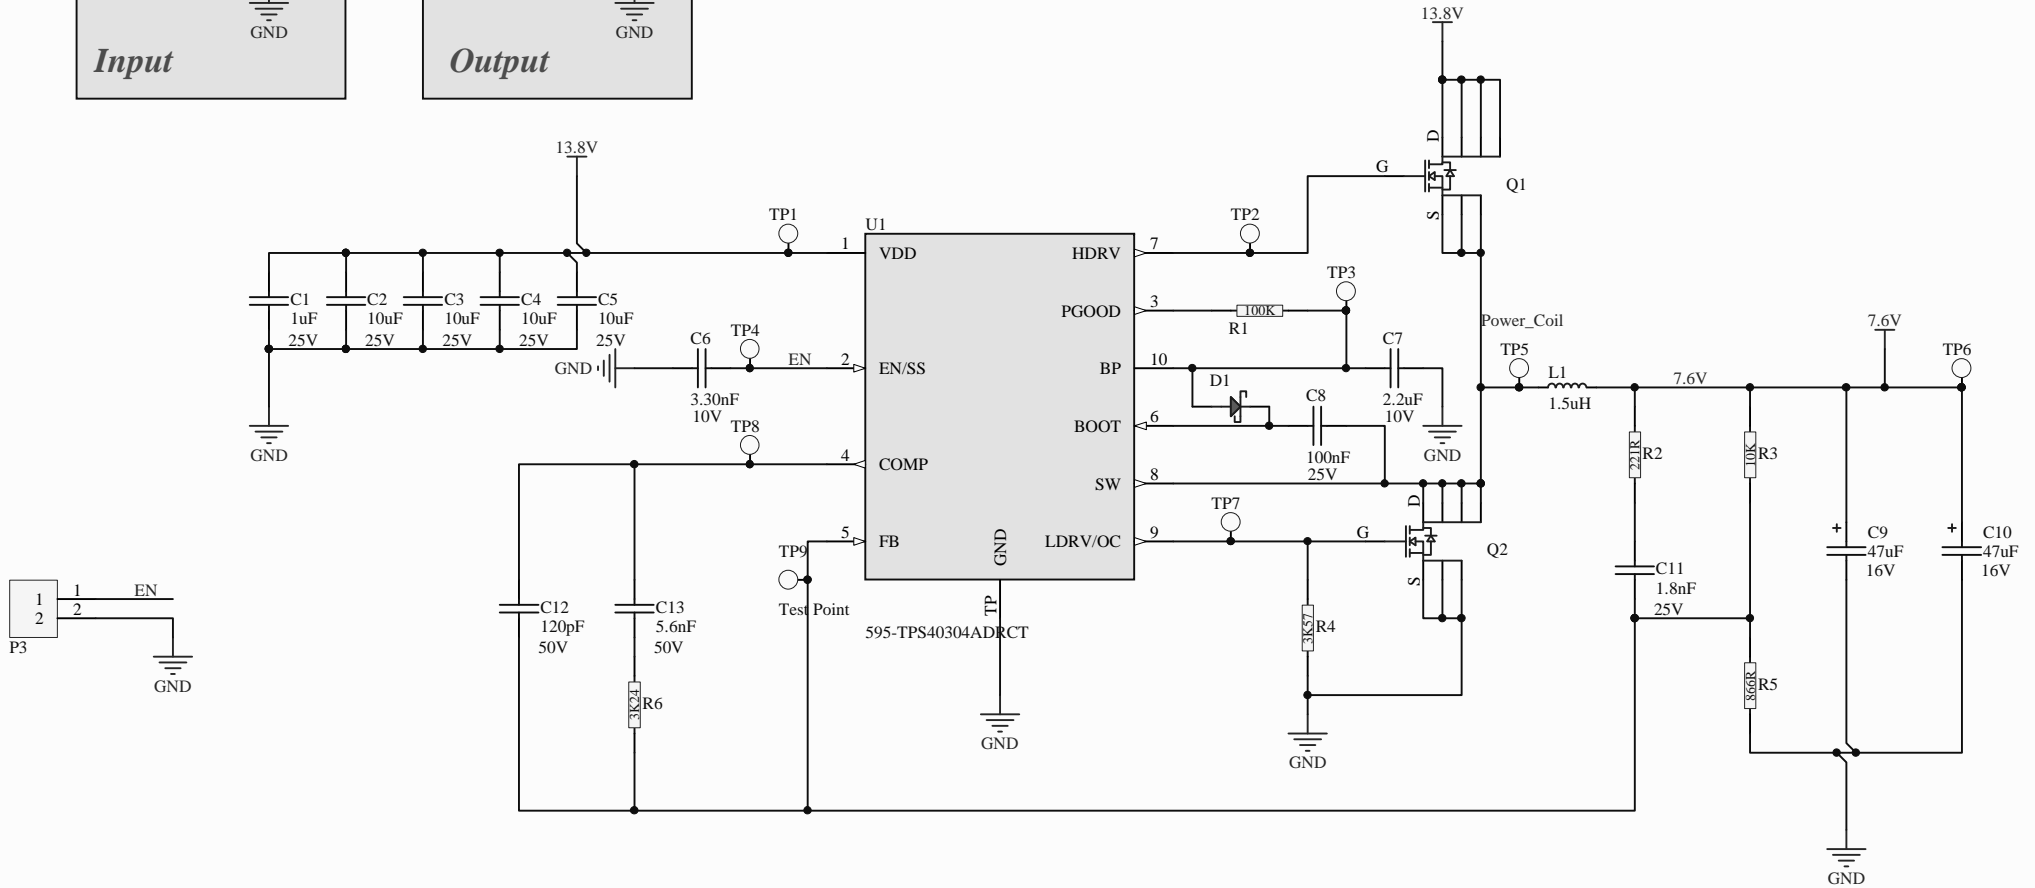 GND
Input
GND
Output
13.8V
D
G
Q1
S
13.8V
TP1
U1
1
VDD
HDRV
7
TP2
C1
1uF
25V
C2
10uF
25V
C3
10uF
25V
C4
10uF
25V
C5
10uF
25V
GND
GND
C6
3.30nF
10V
TP4
EN
2
EN/SS
PGOOD
3
100K
R1
TP3
BP
10
C7
2.2uF
10V
GND
D1
BOOT
6
C8
100nF
25V
SW
8
Power_Coil
TP5
L1
1.5uH
7.6V
7.6V
TP6
TP8
4
COMP
5
FB
GND
LDRV/OC
9
TP7
G
D
S
Q2
TP9
Test Point
TP
595-TPS40304ADRCT
GND
3K57
R4
GND
221R
R2
10K
R3
C11
1.8nF
25V
866R
R5
+
C9
47uF
16V
+
C10
47uF
16V
GND
C12
120pF
50V
C13
5.6nF
50V
3K24
R6
1
1
EN
2
2
P3
GND